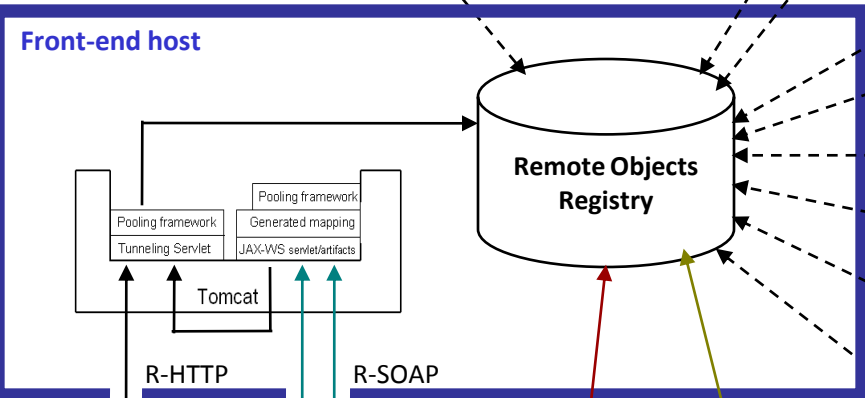 Front-end host
Remote Objects
Registry
Pooling framework
Pooling framework
Generated mapping
Tunneling Servlet
JAX-WS servlet/artifacts
Tomcat
R-HTTP
R-SOAP